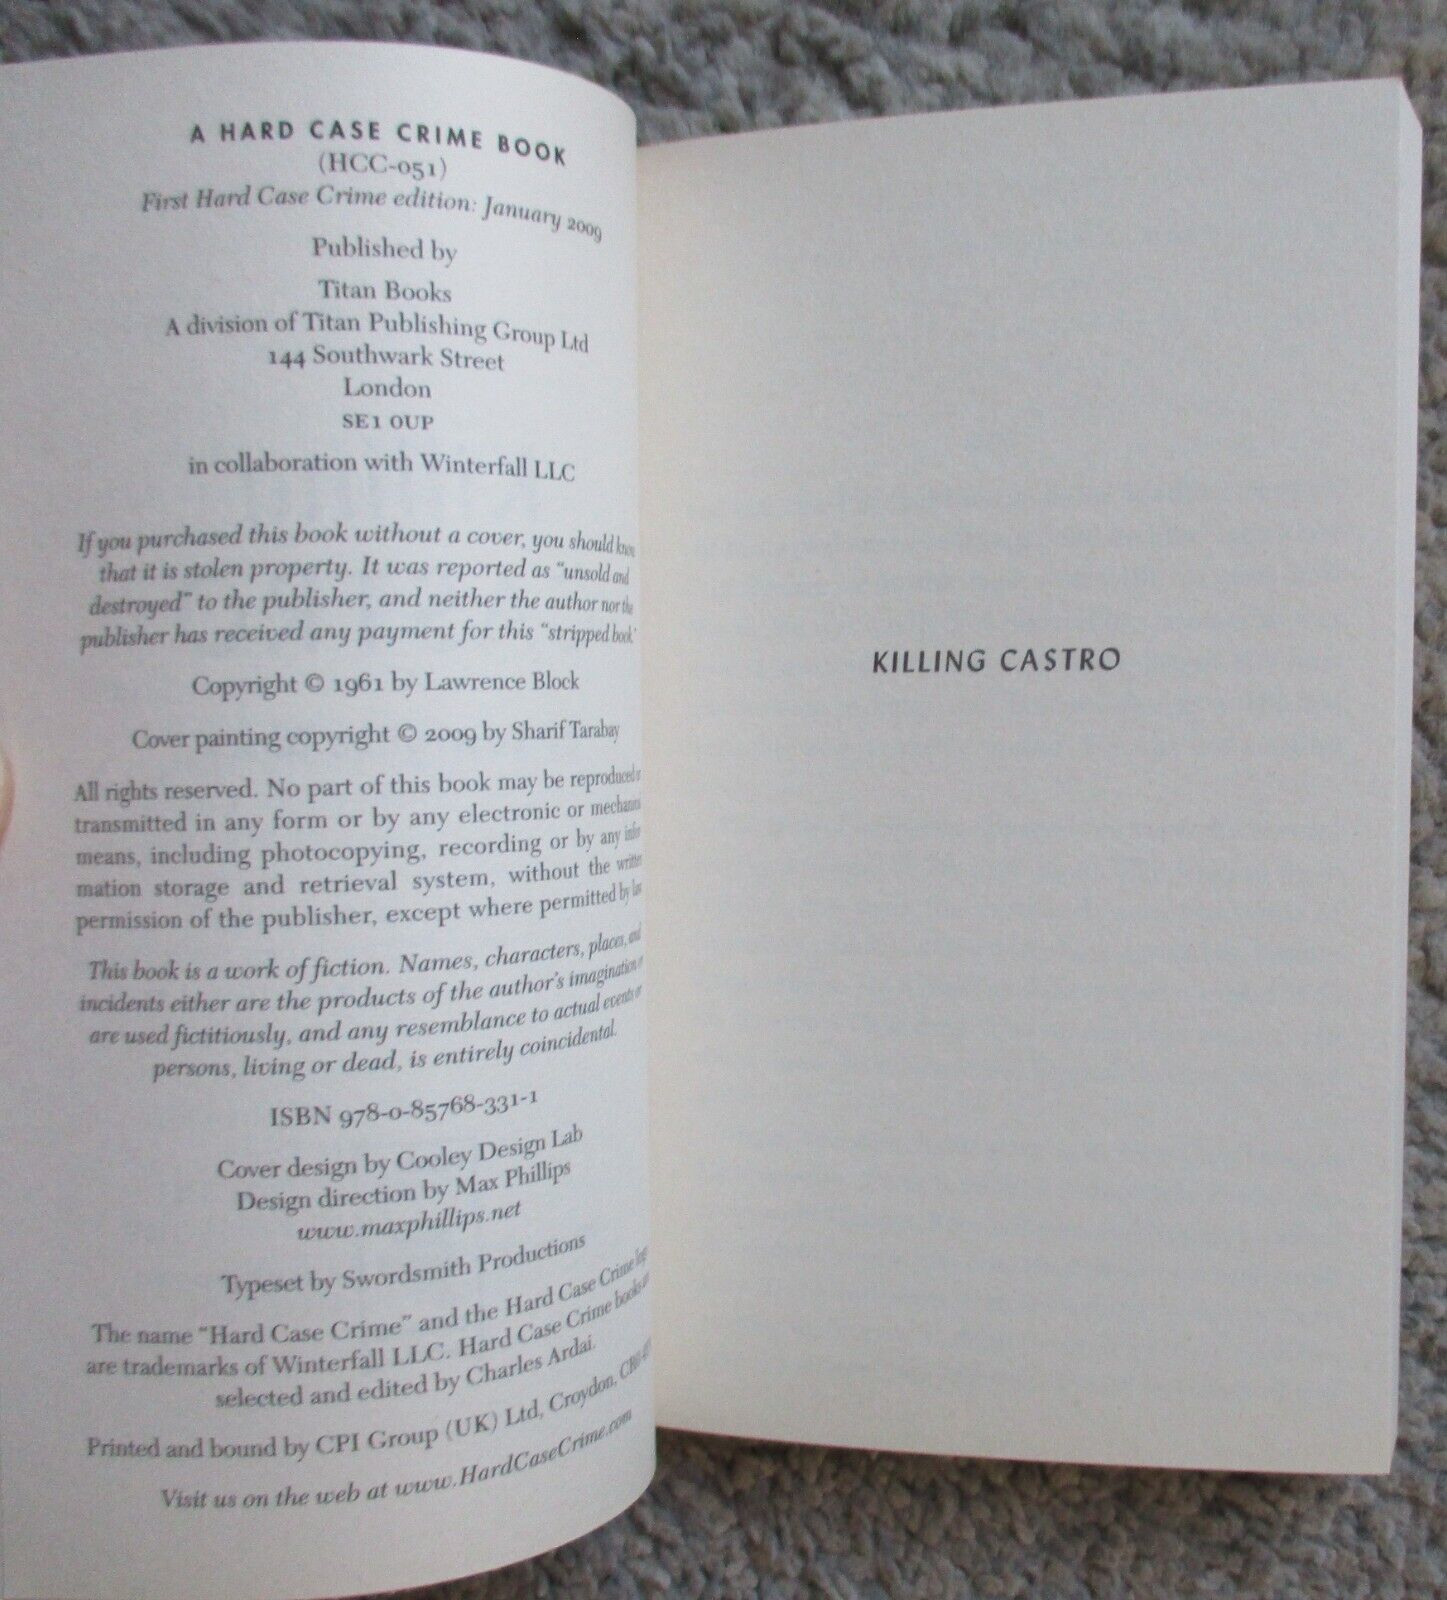 A HARD CASE CRIME BOOK
(HCC-051)
First Hard Case Crime edition: January 2009
Published by
Titan Books
A division of Titan Publishing Group Ltd
144 Southwark Street
London
SE1 0UP
in collaboration with Winterfall LLC
If you purchased this book without a cover, you should know
that it is stolen property. It was reported as "unsold and
destroyed" to the publisher, and neither the author nor the
publisher has received any payment for this "stripped book"
Copyright © 1961 by Lawrence Block
Cover painting copyright © 2009 by Sharif Tarabay
All rights reserved. No part of this book may be reproduced or
transmitted in any form or by any electronic or mechanical
means, including photocopying, recording or by any infor
mation storage and retrieval system, without the written
permission of the publisher, except where permitted by law
This book is a work of fiction. Names, characters, places, and
incidents either are the products of the author's imagination or
are used fictitiously, and any resemblance to actual events or
persons, living or dead, is entirely coincidental.
ISBN 978-0-85768-331-1
Cover design by Cooley Design Lab
Design direction by Max Phillips
www.maxphillips.net
Typeset by Swordsmith Productions
The name "Hard Case Crime" and the Hard Case Crime logo
are trademarks of Winterfall LLC. Hard Case Crime books are
selected and edited by Charles Ardai.
Printed and bound by CPI Group (UK) Ltd, Croydon,
Visit us on the web at www.HardCaseCrime.com
KILLING CASTRO